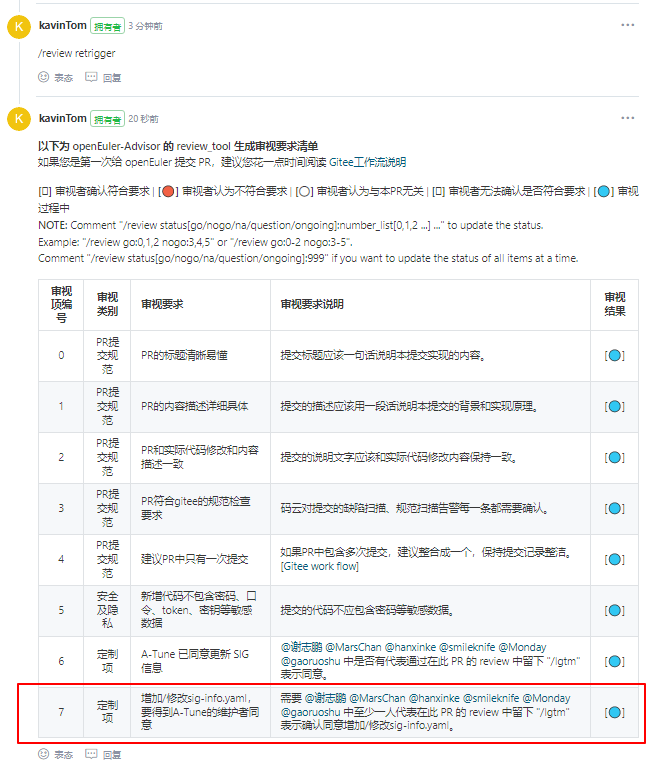 K
kavinTom 拥有者 3 分钟前
/review retrigger
表态 回复
K
kavinTom 拥有者 20 秒前
以下为 openEuler-Advisor 的 review_tool 生成审视要求清单
如果您是第一次给 openEuler 提交 PR，建议您花一点时间阅读 Gitee工作流说明
[] 审视者确认符合要求 | [🔴] 审视者认为不符合要求 | [⚪] 审视者认为与本PR无关 | [] 审视者无法确认是否符合要求 | [🔵] 审视
过程中
NOTE: Comment "/review status[go/nogo/na/question/ongoing]:number_list[0,1,2 ...] ..." to update the status.
Example: "/review go:0,1,2 nogo:3,4,5" or "/review go:0-2 nogo:3-5".
Comment "/review status[go/nogo/na/question/ongoing]:999" if you want to update the status of all items at a time.
审视
项编
号
审视
类别
审视要求
审视要求说明
审视
结果
0
PR提
交规
范
PR的标题清晰易懂
提交标题应该一句话说明本提交实现的内容。
[🔵]
1
PR提
交规
范
PR的内容描述详细具体
提交的描述应该用一段话说明本提交的背景和实现原理。
[🔵]
2
PR提
交规
范
PR和实际代码修改和内容
描述一致
提交的说明文字应该和实际代码修改内容保持一致。
[🔵]
3
PR提
交规
范
PR符合gitee的规范检查
要求
码云对提交的缺陷扫描、规范扫描告警每一条都需要确认。
[🔵]
4
PR提
交规
范
建议PR中只有一次提交
如果PR中包含多次提交，建议整合成一个，保持提交记录整洁。
[Gitee work flow]
[🔵]
5
安全
及隐
私
新增代码不包含密码、口
令、token、密钥等敏感
数据
提交的代码不应包含密码等敏感数据。
[🔵]
6
定制
项
A-Tune 已同意更新 SIG
信息
@谢志鹏 @MarsChan @hanxinke @smileknife @Monday
@gaoruoshu 中是否有代表通过在此 PR 的 review 中留下 "/lgtm"
表示同意。
[🔵]
7
定制
项
增加/修改sig-info.yaml，
要得到A-Tune的维护者同
意
需要 @谢志鹏 @MarsChan @hanxinke @smileknife @Monday
@gaoruoshu 中至少一人代表在此 PR 的 review 中留下 "/lgtm"
表示确认同意增加/修改sig-info.yaml。
[🔵]
表态 回复